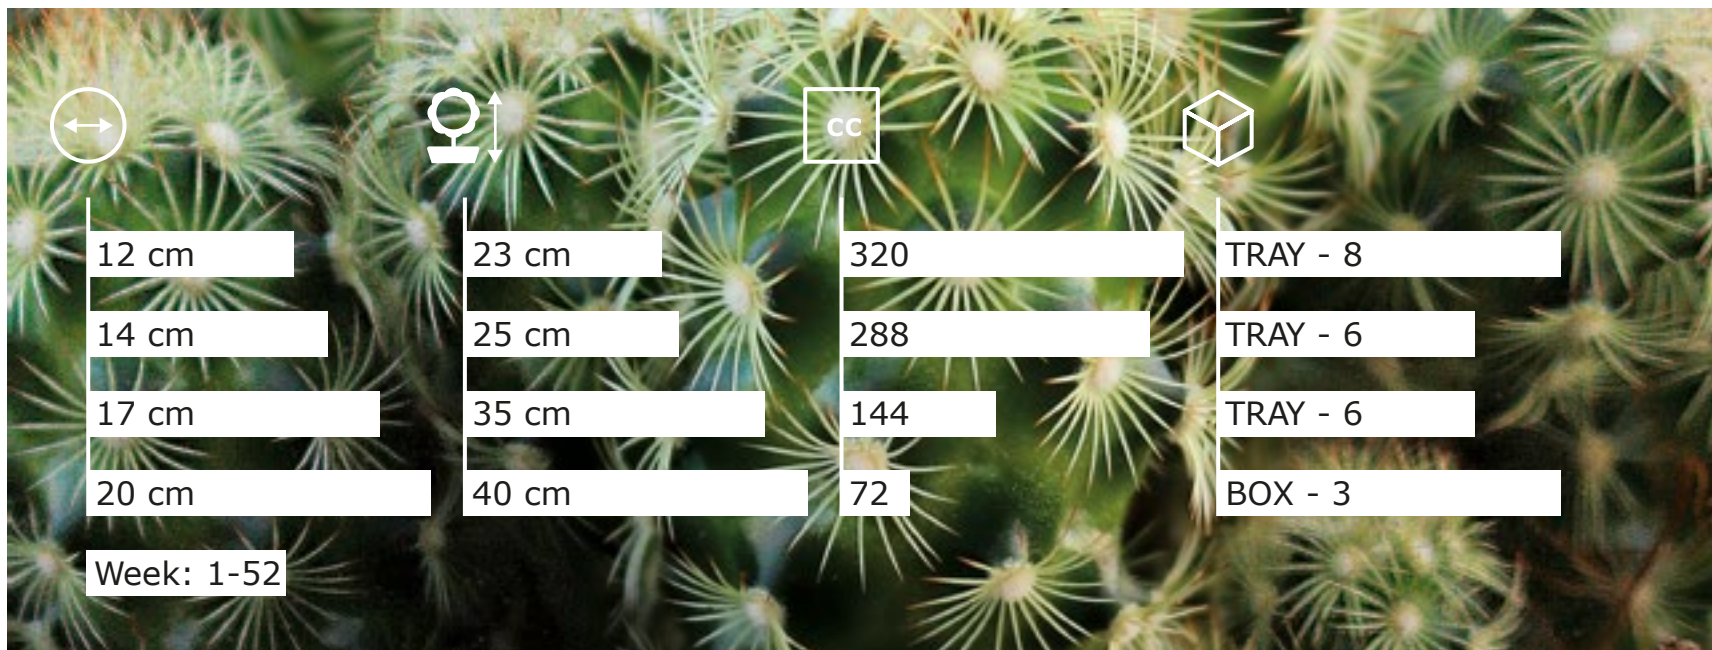 cc
12 cm 23 cm 320 TRAY - 8
14 cm 25 cm 288 TRAY - 6
17 cm 35 cm 144 TRAY - 6
20 cm 40 cm 72 BOX - 3
Week: 1-52